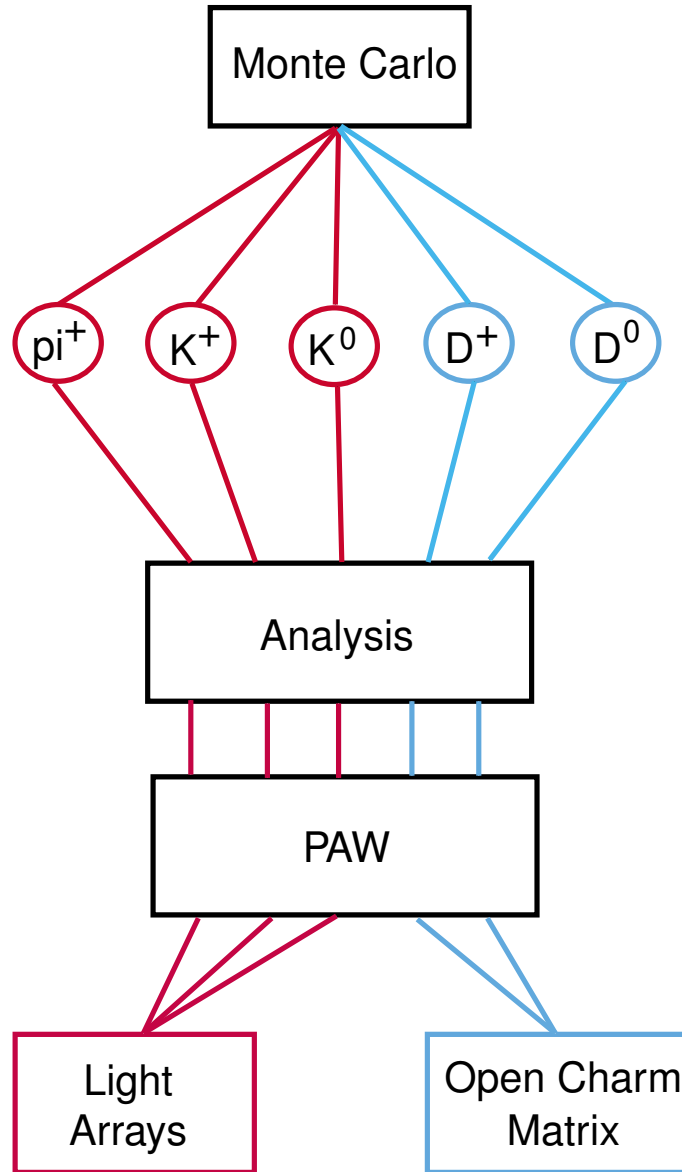 Monte Carlo
pi⁺ K⁺ K⁰ D⁺ D⁰
Analysis
PAW
Light
Arrays
Open Charm
Matrix